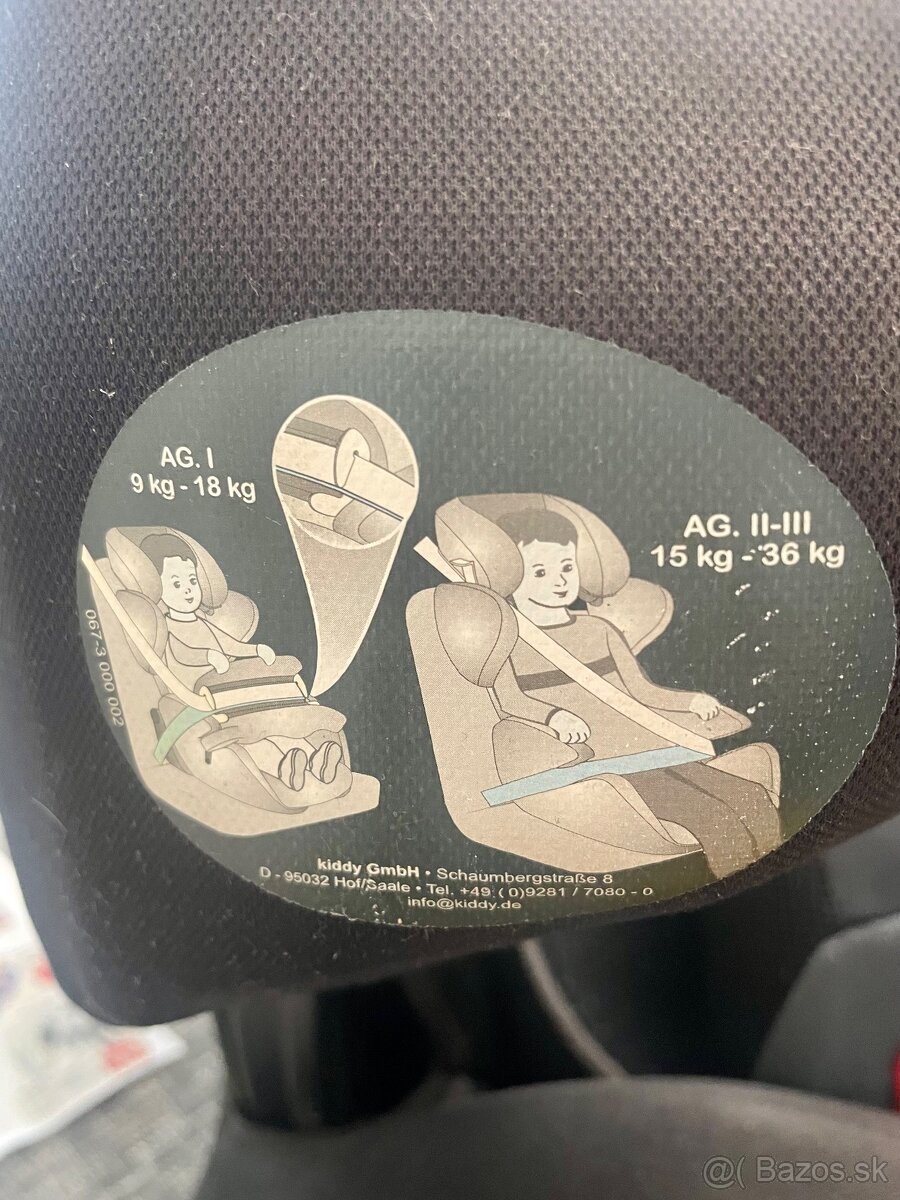 AG. I
9 kg - 18 kg
AG. II-III
15 kg - 36 kg
067-3 000 002
kiddy GmbH • Schaumbergstraße 8
D - 95032 Hof/Saale • Tel. +49 (0)9281 / 7080 - 0
info@kiddy.de
@( Bazos.sk